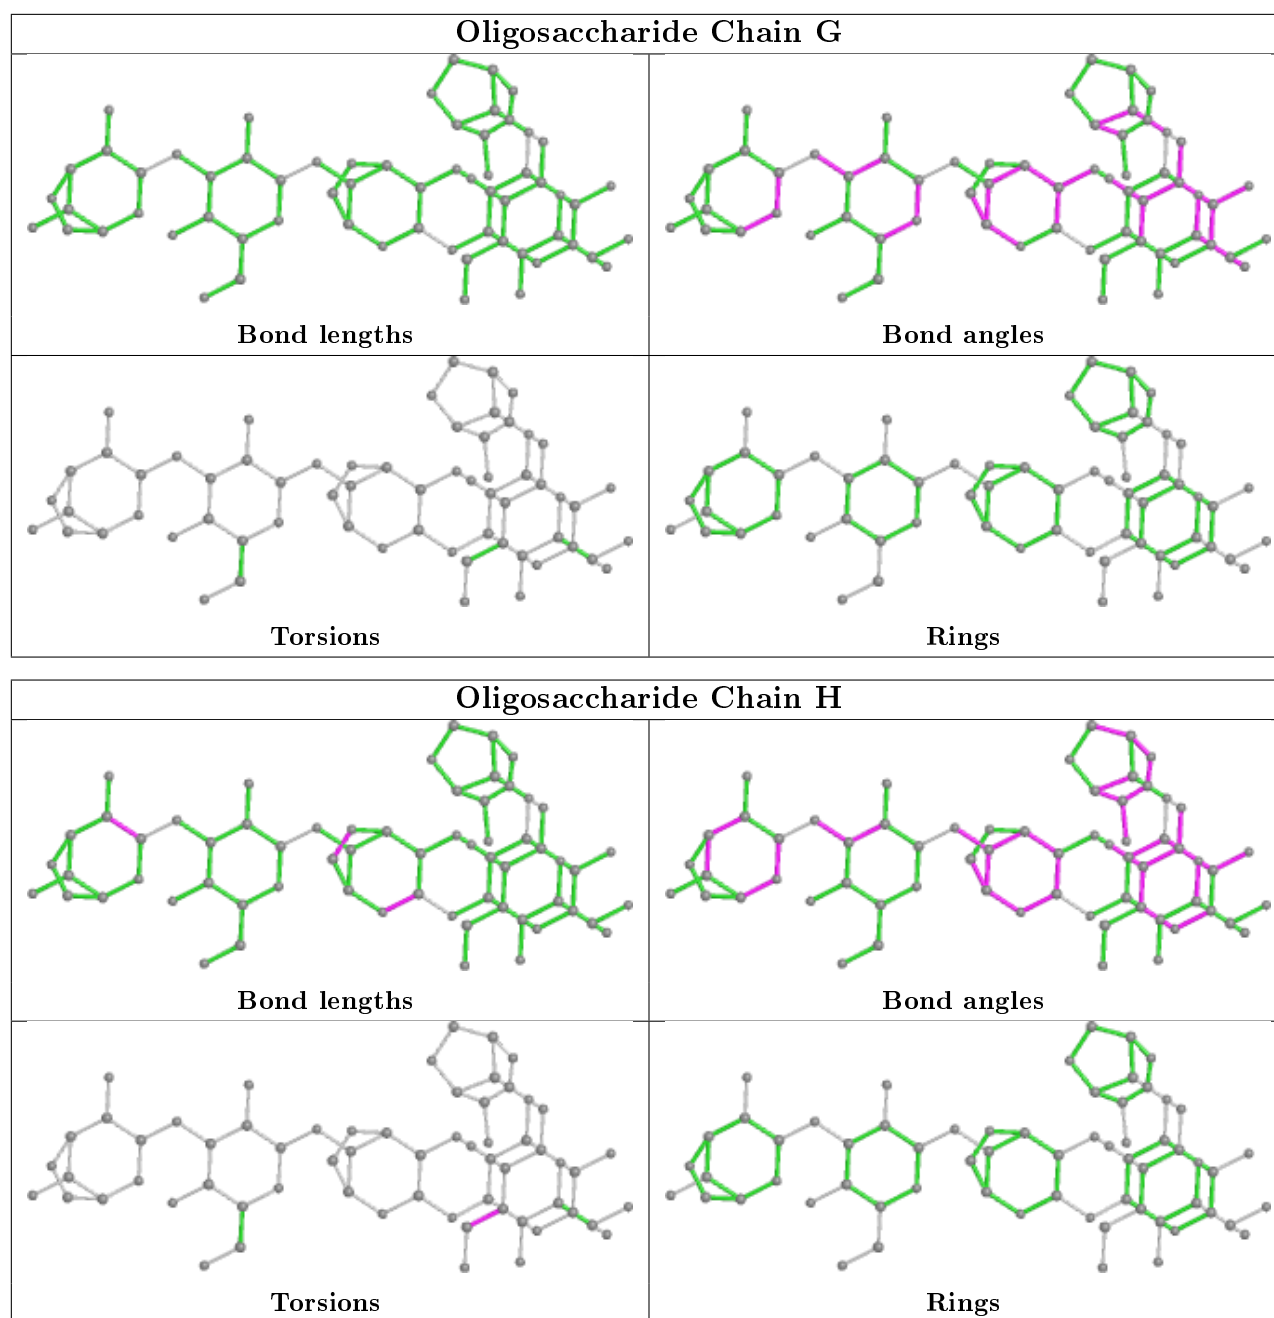 Oligosaccharide Chain G
Bond lengths
Bond angles
Torsions
Rings
Oligosaccharide Chain H
Bond lengths
Bond angles
Torsions
Rings